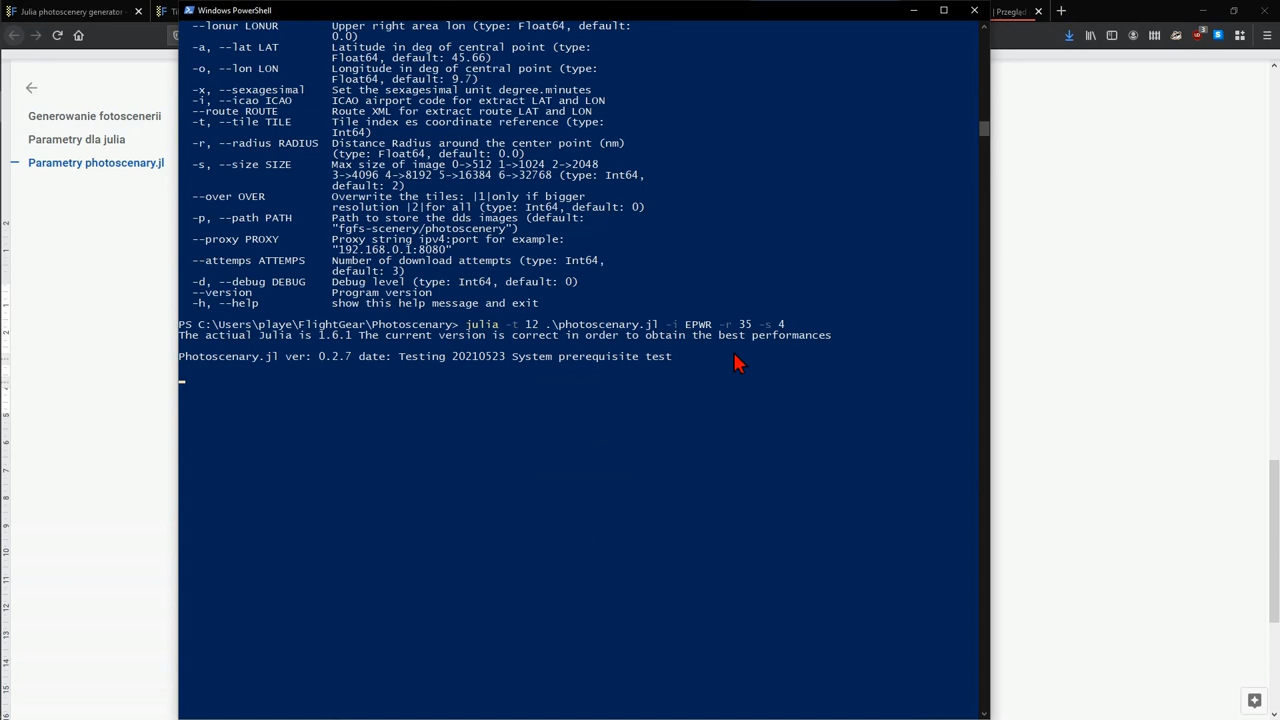 Julia photoscenery generator -
Ti
Przegląd
Windows PowerShell
Generowanie fotoscenerii
Parametry dla julia
Parametry photoscenary.jl
--lonur LONUR Upper right area lon (type: Float64, default:
0.0)
-a, --lat LAT Latitude in deg of central point (type:
Float64, default: 45.66)
-o, --lon LON Longitude in deg of central point (type:
Float64, default: 9.7)
-x, --sexagesimal Set the sexagesimal unit degree.minutes
-i, --icao ICAO ICAO airport code for extract LAT and LON
--route ROUTE Route XML for extract route LAT and LON
-t, --tile TILE Tile index es coordinate reference (type:
Int64)
-r, --radius RADIUS Distance Radius around the center point (nm)
(type: Float64, default: 0.0)
-s, --size SIZE Max size of image 0->512 1->1024 2->2048
3->4096 4->8192 5->16384 6->32768 (type: Int64,
default: 2)
--over OVER Overwrite the tiles: |1|only if bigger
resolution |2|for all (type: Int64, default: 0)
-p, --path PATH Path to store the dds images (default:
"fgfs-scenery/photoscenery")
--proxy PROXY Proxy string ipv4:port for example:
"192.168.0.1:8080"
--attemps ATTEMPS Number of download attempts (type: Int64,
default: 3)
-d, --debug DEBUG Debug level (type: Int64, default: 0)
--version Program version
-h, --help show this help message and exit
PS C:\Users\playe\FlightGear\Photoscenary> julia -t 12 .\photoscenary.jl -i EPWR -r 35 -s 4
The actiual Julia is 1.6.1 The current version is correct in order to obtain the best performances
Photoscenary.jl ver: 0.2.7 date: Testing 20210523 System prerequisite test